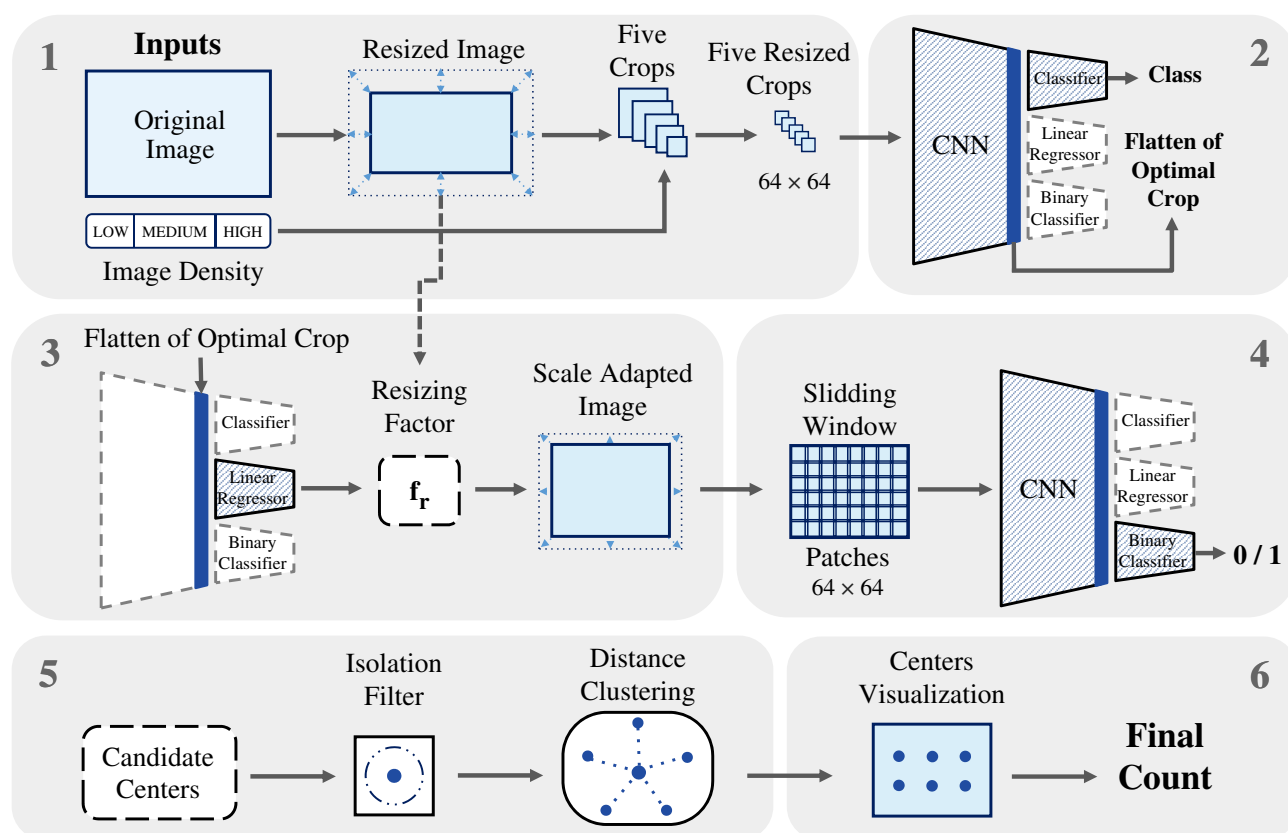 1
Inputs
Original
Image
LOW MEDIUM HIGH
Image Density
Resized Image
Five
Crops
Five Resized
Crops
64 × 64
2
CNN
Classifier
Class
Linear
Regressor
Binary
Classifier
Flatten of
Optimal
Crop
3
Flatten of Optimal Crop
Classifier
Linear
Regressor
Binary
Classifier
Resizing
Factor
fr
Scale Adapted
Image
4
Slidding
Window
Patches
64 × 64
CNN
Classifier
Linear
Regressor
Binary
Classifier
0 / 1
5
Candidate
Centers
Isolation
Filter
Distance
Clustering
6
Centers
Visualization
Final
Count